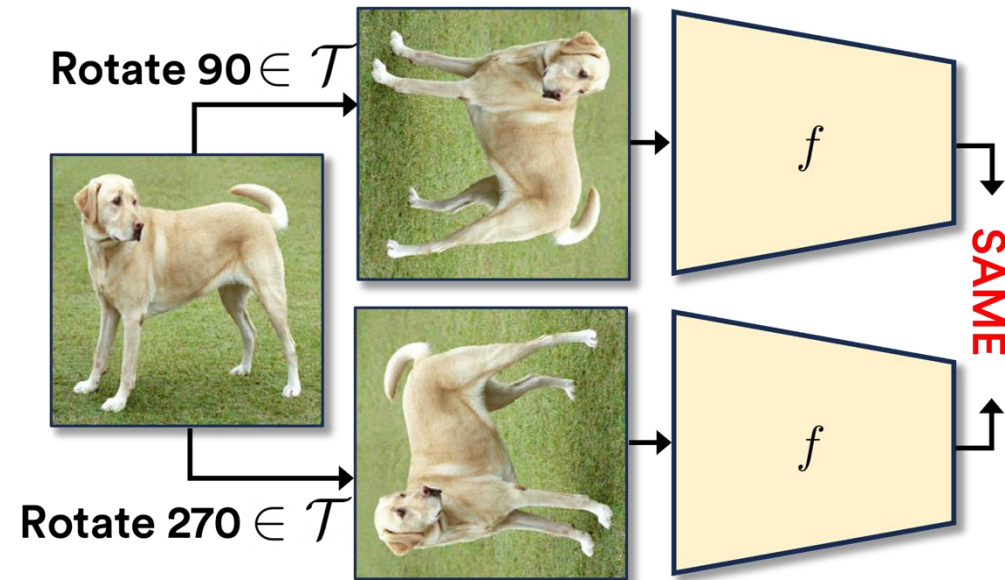 Rotate 90 ∈ 𝒯
f
SAME
f
Rotate 270 ∈ 𝒯